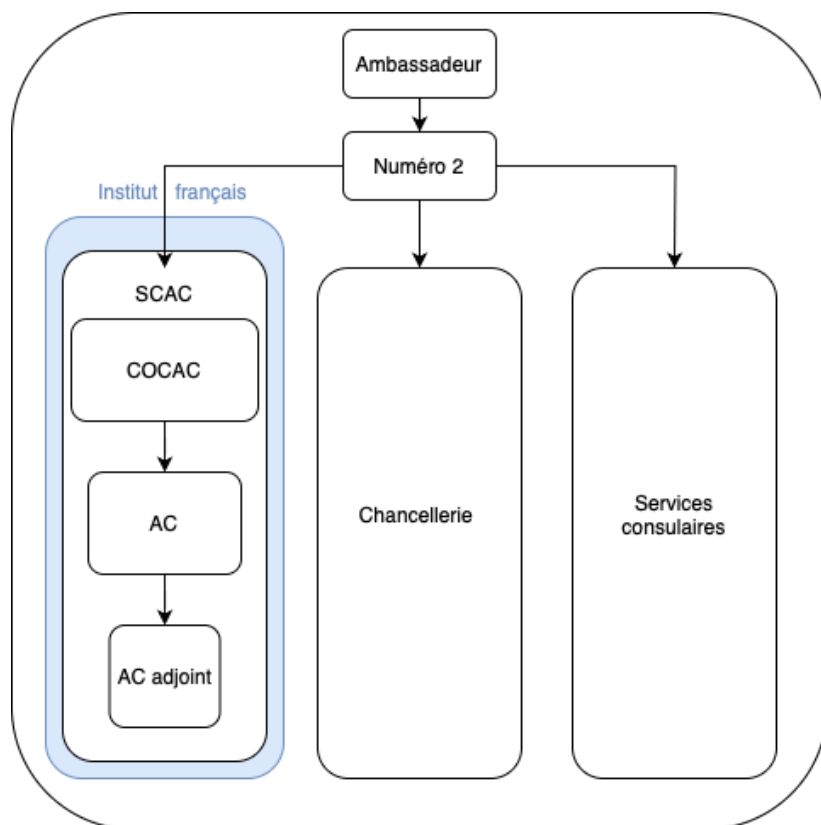 Ambassadeur
Numéro 2
Institut français
SCAC
COCAC
AC
AC adjoint
Chancellerie
Services
consulaires